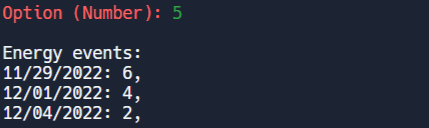 Option (Number): 5
Energy events:
11/29/2022: 6,
12/01/2022: 4,
12/04/2022: 2,